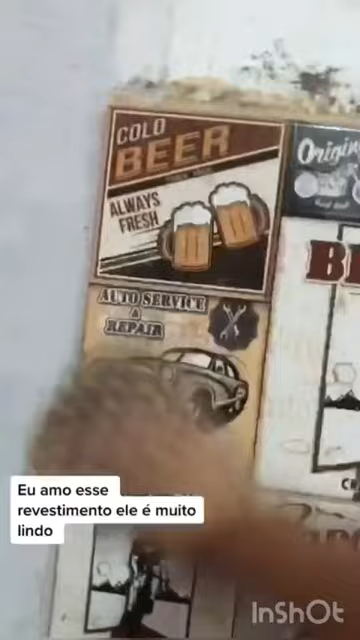 COLD
BEER
ALWAYS
FRESH
Origin
AUTO SERVICE
&
REPAIR
Eu amo esse
revestimento ele é muito
lindo
InShOt